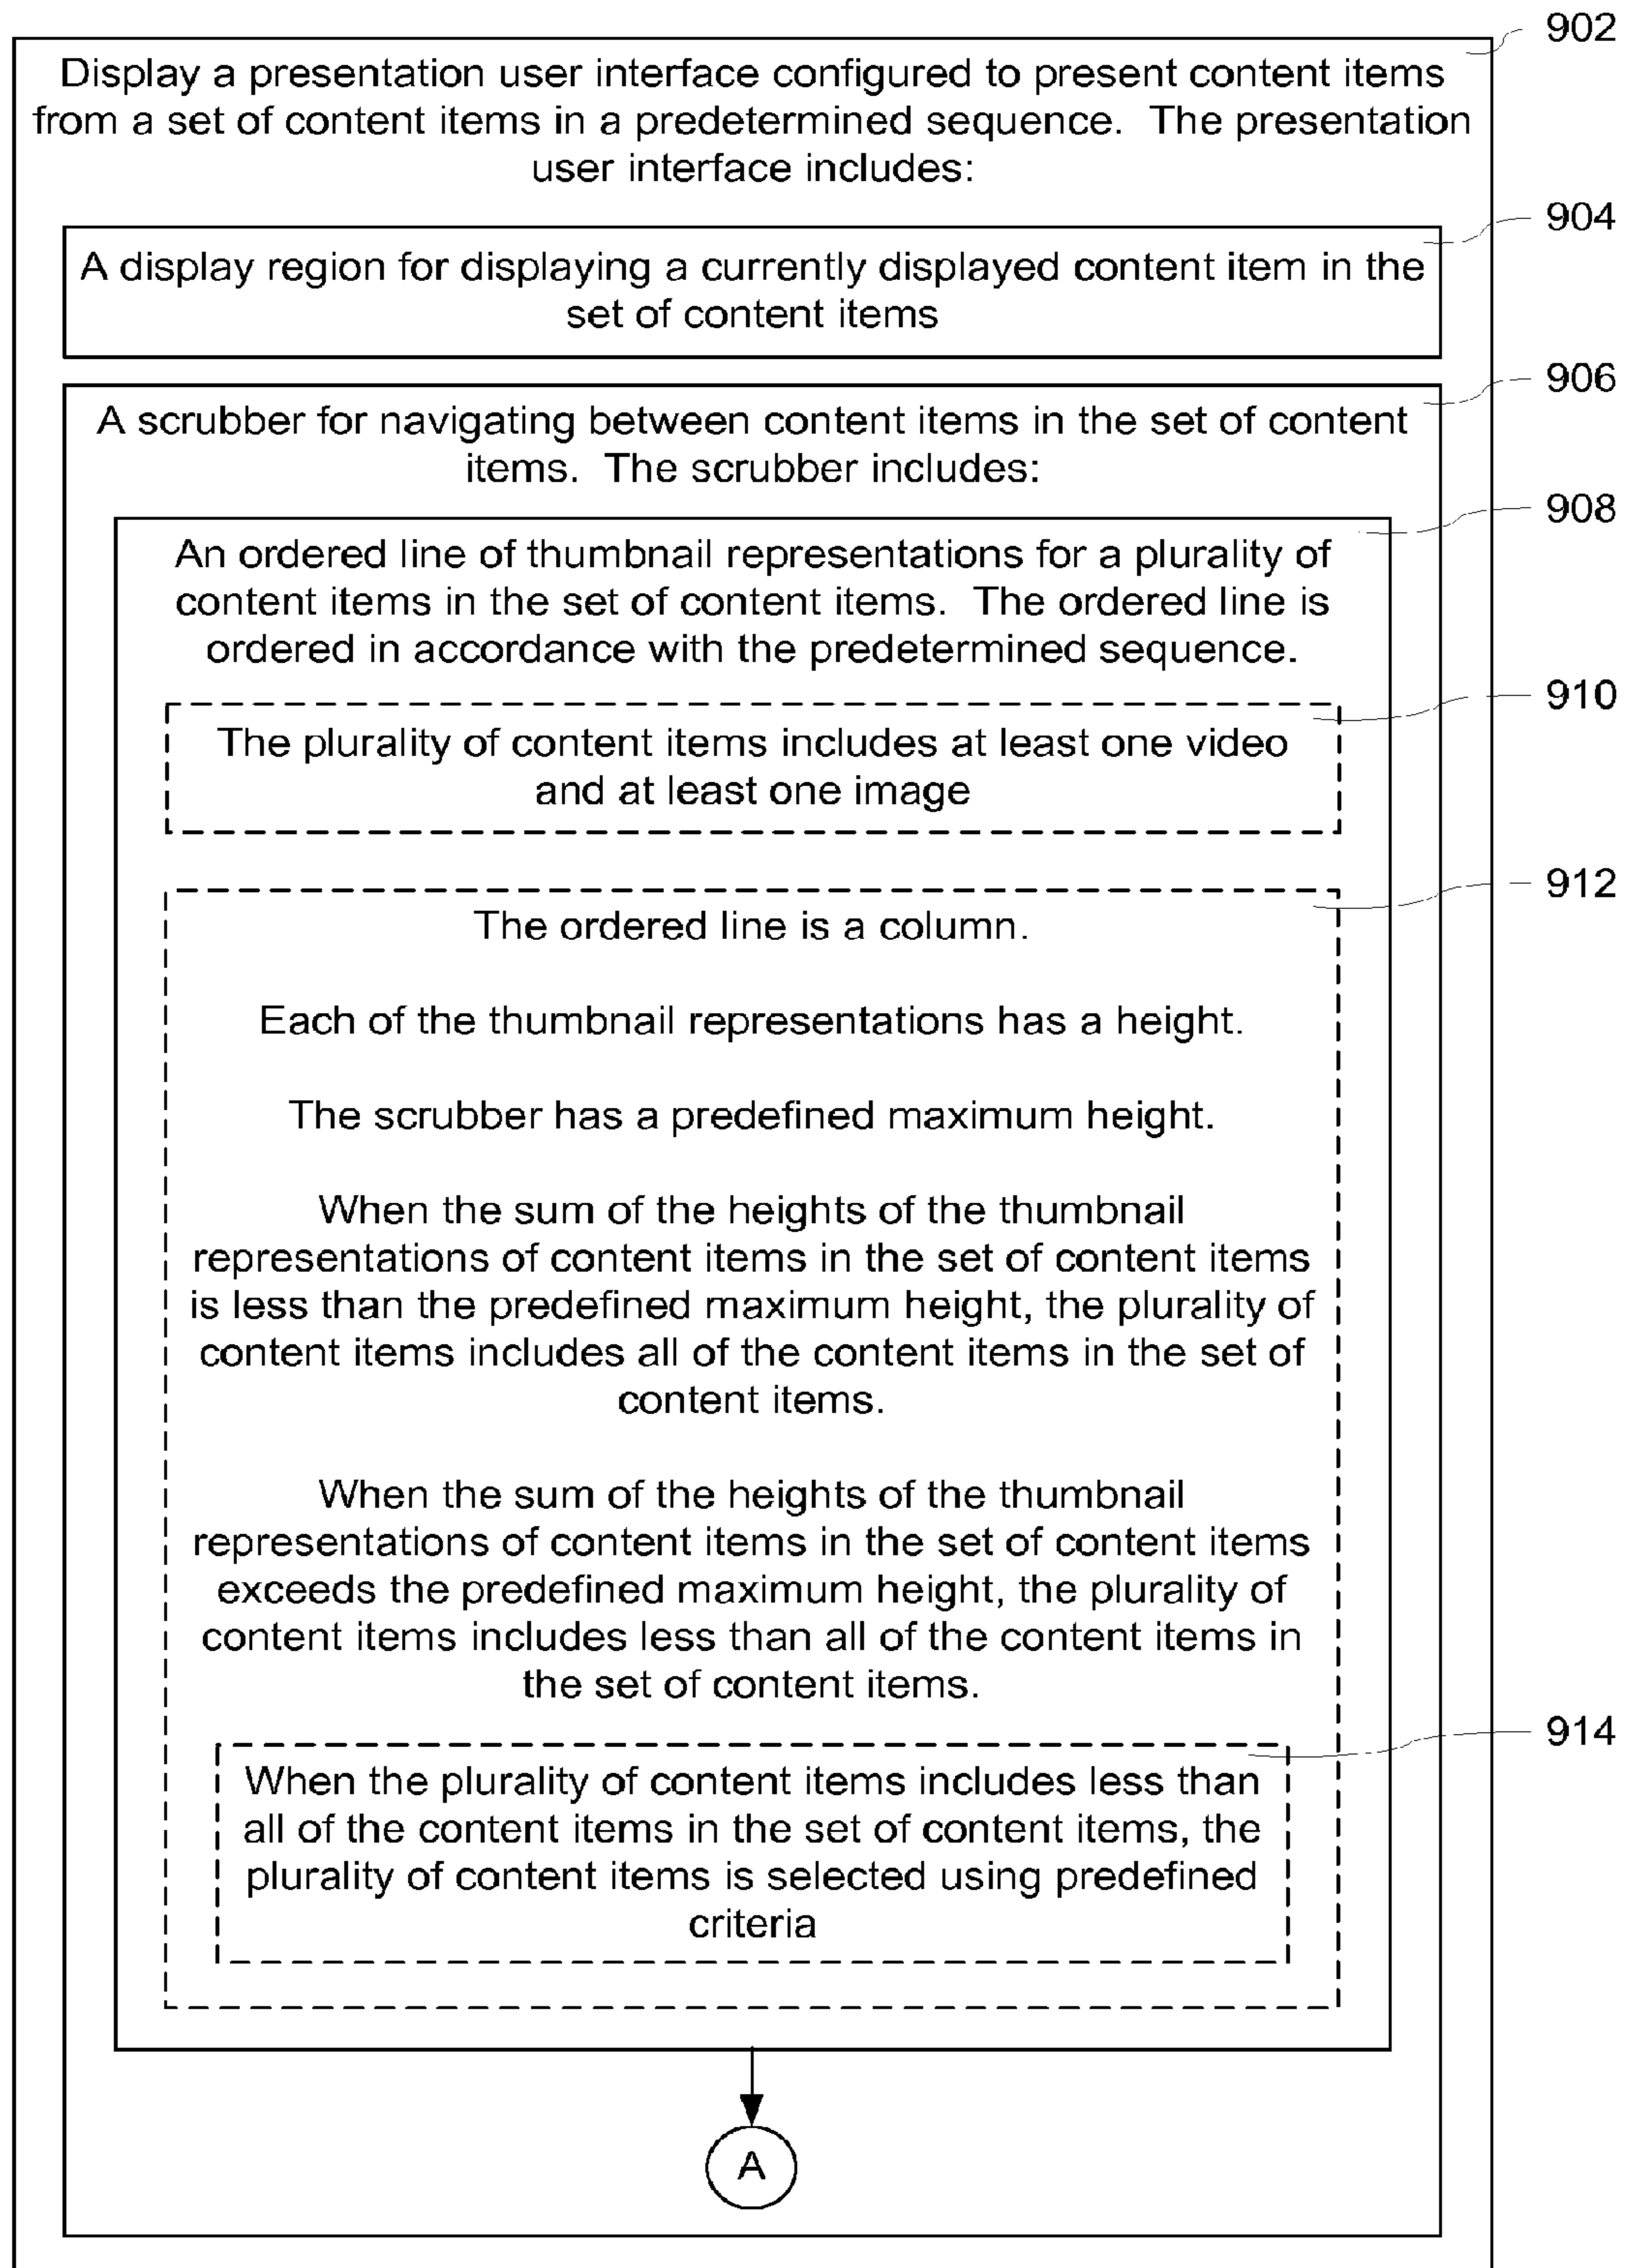 902
Display a presentation user interface configured to present content items
from a set of content items in a predetermined sequence. The presentation
user interface includes:
904
A display region for displaying a currently displayed content item in the
set of content items
906
A scrubber for navigating between content items in the set of content
items. The scrubber includes:
908
An ordered line of thumbnail representations for a plurality of
content items in the set of content items. The ordered line is
ordered in accordance with the predetermined sequence.
910
The plurality of content items includes at least one video
and at least one image
912
The ordered line is a column.
Each of the thumbnail representations has a height.
The scrubber has a predefined maximum height.
When the sum of the heights of the thumbnail
representations of content items in the set of content items
is less than the predefined maximum height, the plurality of
content items includes all of the content items in the set of
content items.
When the sum of the heights of the thumbnail
representations of content items in the set of content items
exceeds the predefined maximum height, the plurality of
content items includes less than all of the content items in
the set of content items.
914
When the plurality of content items includes less than
all of the content items in the set of content items, the
plurality of content items is selected using predefined
criteria
A